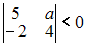 | 5 a |
| −2 4 | < 0